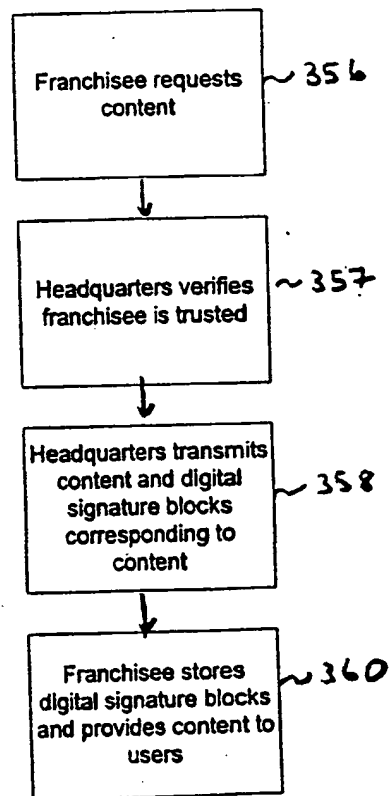 Franchisee requests
content
356
Headquarters verifies
franchisee is trusted
357
Headquarters transmits
content and digital
signature blocks
corresponding to
content
358
Franchisee stores
digital signature blocks
and provides content to
users
360